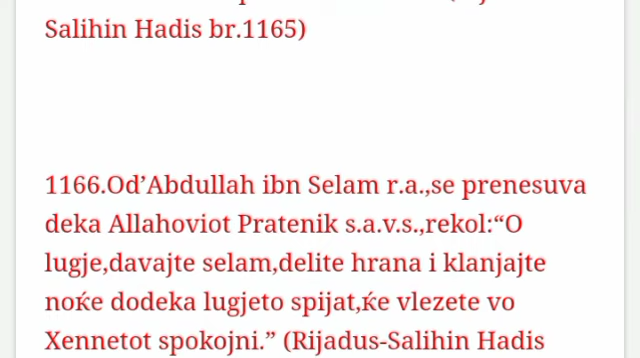 Salihin Hadis br.1165)
1166.Od’Abdullah ibn Selam r.a.,se prenesuva
deka Allahoviot Pratenik s.a.v.s.,rekol:“O
lugje,davajte selam,delite hrana i klanjajte
noḱe dodeka lugjeto spijat,ḱe vlezete vo
Xennetot spokojni.” (Rijadus-Salihin Hadis